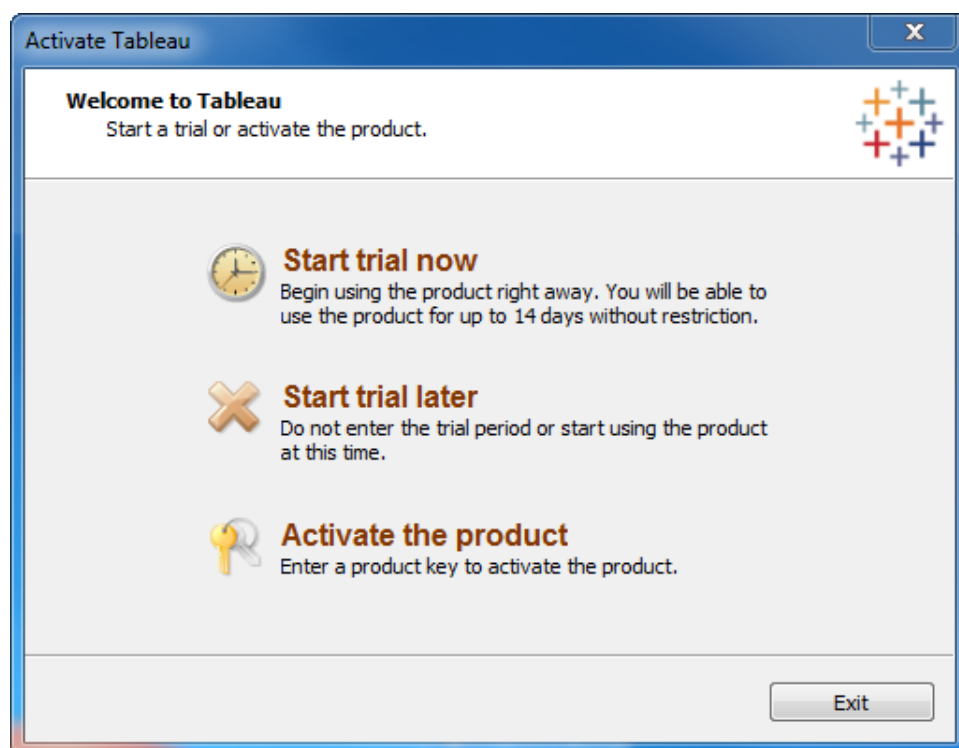 Activate Tableau
Welcome to Tableau
Start a trial or activate the product.
Start trial now
Begin using the product right away. You will be able to
use the product for up to 14 days without restriction.
Start trial later
Do not enter the trial period or start using the product
at this time.
Activate the product
Enter a product key to activate the product.
Exit